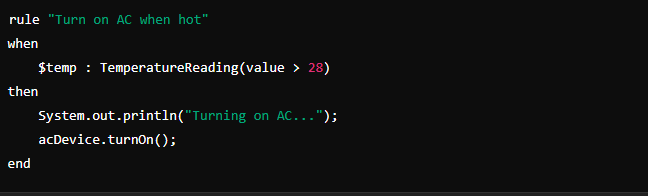 rule "Turn on AC when hot"
when
    $temp : TemperatureReading(value > 28)
then
    System.out.println("Turning on AC...");
    acDevice.turnOn();
end